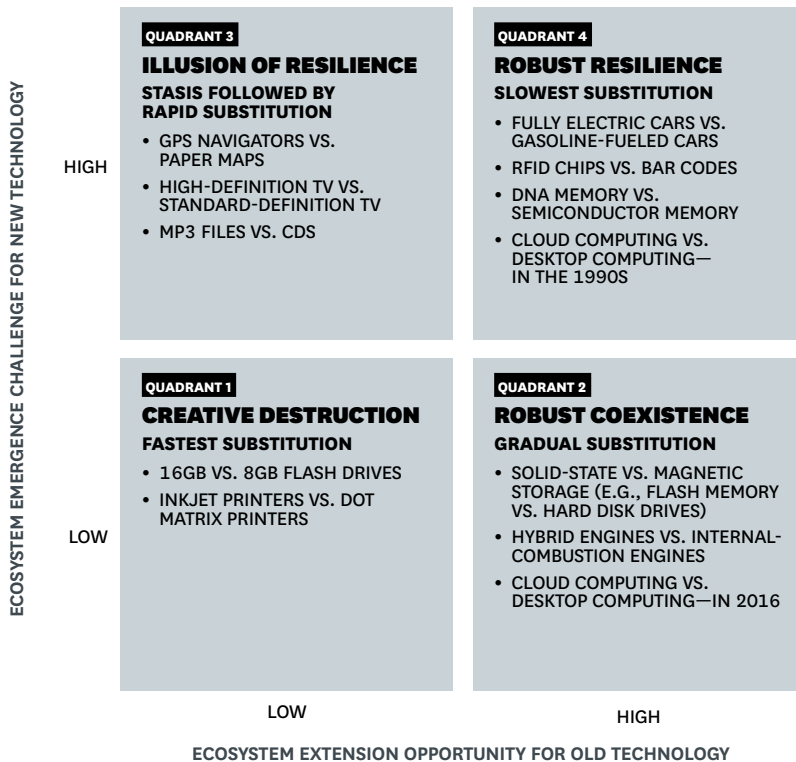 ECOSYSTEM EMERGENCE CHALLENGE FOR NEW TECHNOLOGY
HIGH
QUADRANT 3
ILLUSION OF RESILIENCE
STASIS FOLLOWED BY
RAPID SUBSTITUTION
• GPS NAVIGATORS VS.
PAPER MAPS
• HIGH-DEFINITION TV VS.
STANDARD-DEFINITION TV
• MP3 FILES VS. CDS
QUADRANT 4
ROBUST RESILIENCE
SLOWEST SUBSTITUTION
• FULLY ELECTRIC CARS VS.
GASOLINE-FUELED CARS
• RFID CHIPS VS. BAR CODES
• DNA MEMORY VS.
SEMICONDUCTOR MEMORY
• CLOUD COMPUTING VS.
DESKTOP COMPUTING—
IN THE 1990S
LOW
QUADRANT 1
CREATIVE DESTRUCTION
FASTEST SUBSTITUTION
• 16GB VS. 8GB FLASH DRIVES
• INKJET PRINTERS VS. DOT
MATRIX PRINTERS
QUADRANT 2
ROBUST COEXISTENCE
GRADUAL SUBSTITUTION
• SOLID-STATE VS. MAGNETIC
STORAGE (E.G., FLASH MEMORY
VS. HARD DISK DRIVES)
• HYBRID ENGINES VS. INTERNAL-
COMBUSTION ENGINES
• CLOUD COMPUTING VS.
DESKTOP COMPUTING—IN 2016
LOW
HIGH
ECOSYSTEM EXTENSION OPPORTUNITY FOR OLD TECHNOLOGY